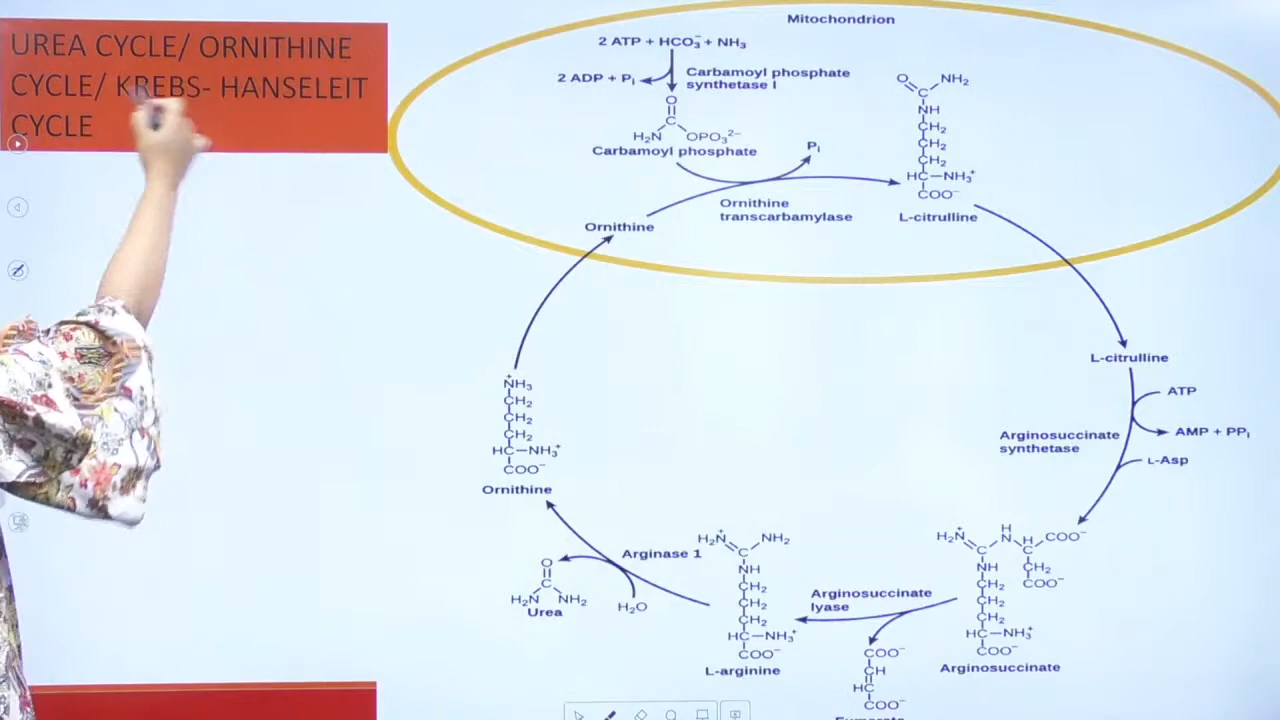 UREA CYCLE/ ORNITHINE
CYCLE/ KREBS- HANSELEIT
CYCLE
Mitochondrion
2 ATP + HCO₃⁻ + NH₃
2 ADP + Pᵢ
Carbamoyl phosphate
synthetase I
O
C
H₂N OPO₃²⁻
Carbamoyl phosphate
Pᵢ
Ornithine
transcarbamylase
Ornithine
O NH₂
C
NH
CH₂
CH₂
CH₂
HC—NH₃⁺
COO⁻
L-citrulline
L-citrulline
ATP
Arginosuccinate
synthetase
AMP + PPᵢ
L-Asp
⁺NH₃
CH₂
CH₂
CH₂
HC—NH₃⁺
COO⁻
Ornithine
Arginase 1
O
C
H₂N NH₂
Urea
H₂O
H₂N⁺ NH₂
C
NH
CH₂
CH₂
CH₂
HC—NH₃⁺
COO⁻
L-arginine
Arginosuccinate
lyase
H₂N⁺ H
N COO⁻
C H
C
NH CH₂
COO⁻
CH₂
CH₂
CH₂
HC—NH₃⁺
COO⁻
Arginosuccinate
COO⁻
CH
HC
COO⁻